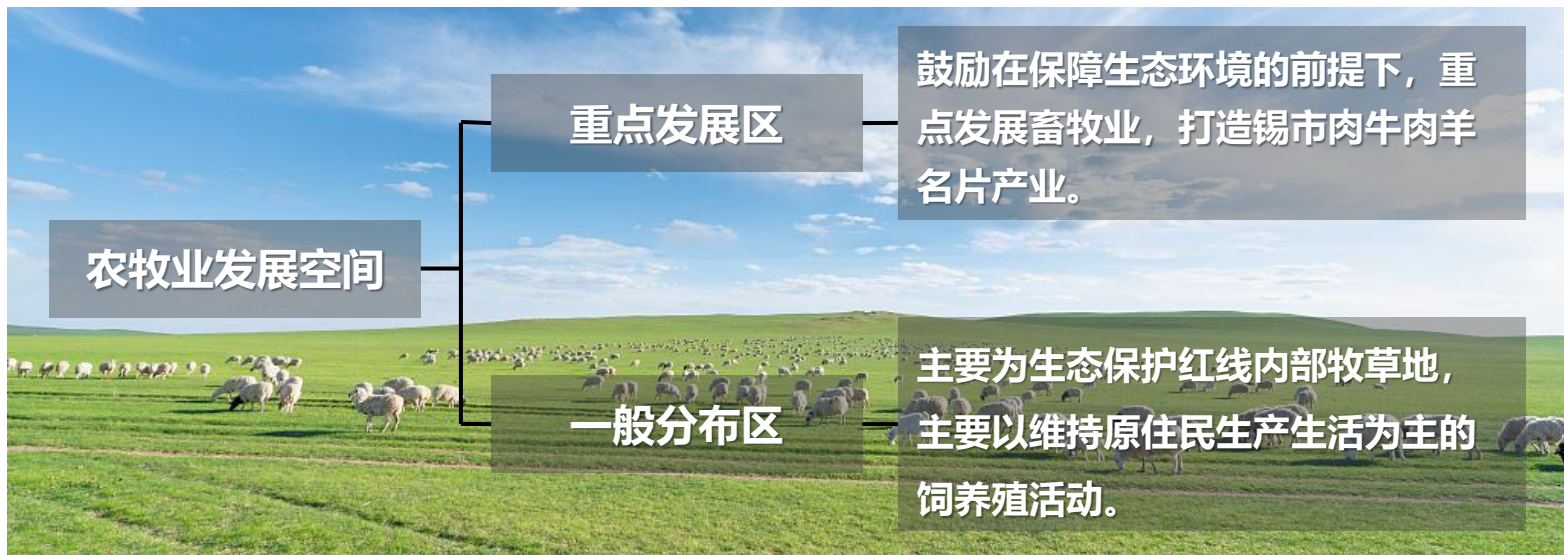 农牧业发展空间
重点发展区
鼓励在保障生态环境的前提下，重
点发展畜牧业，打造锡市肉牛肉羊
名片产业。
一般分布区
主要为生态保护红线内部牧草地，
主要以维持原住民生产生活为主的
饲养殖活动。